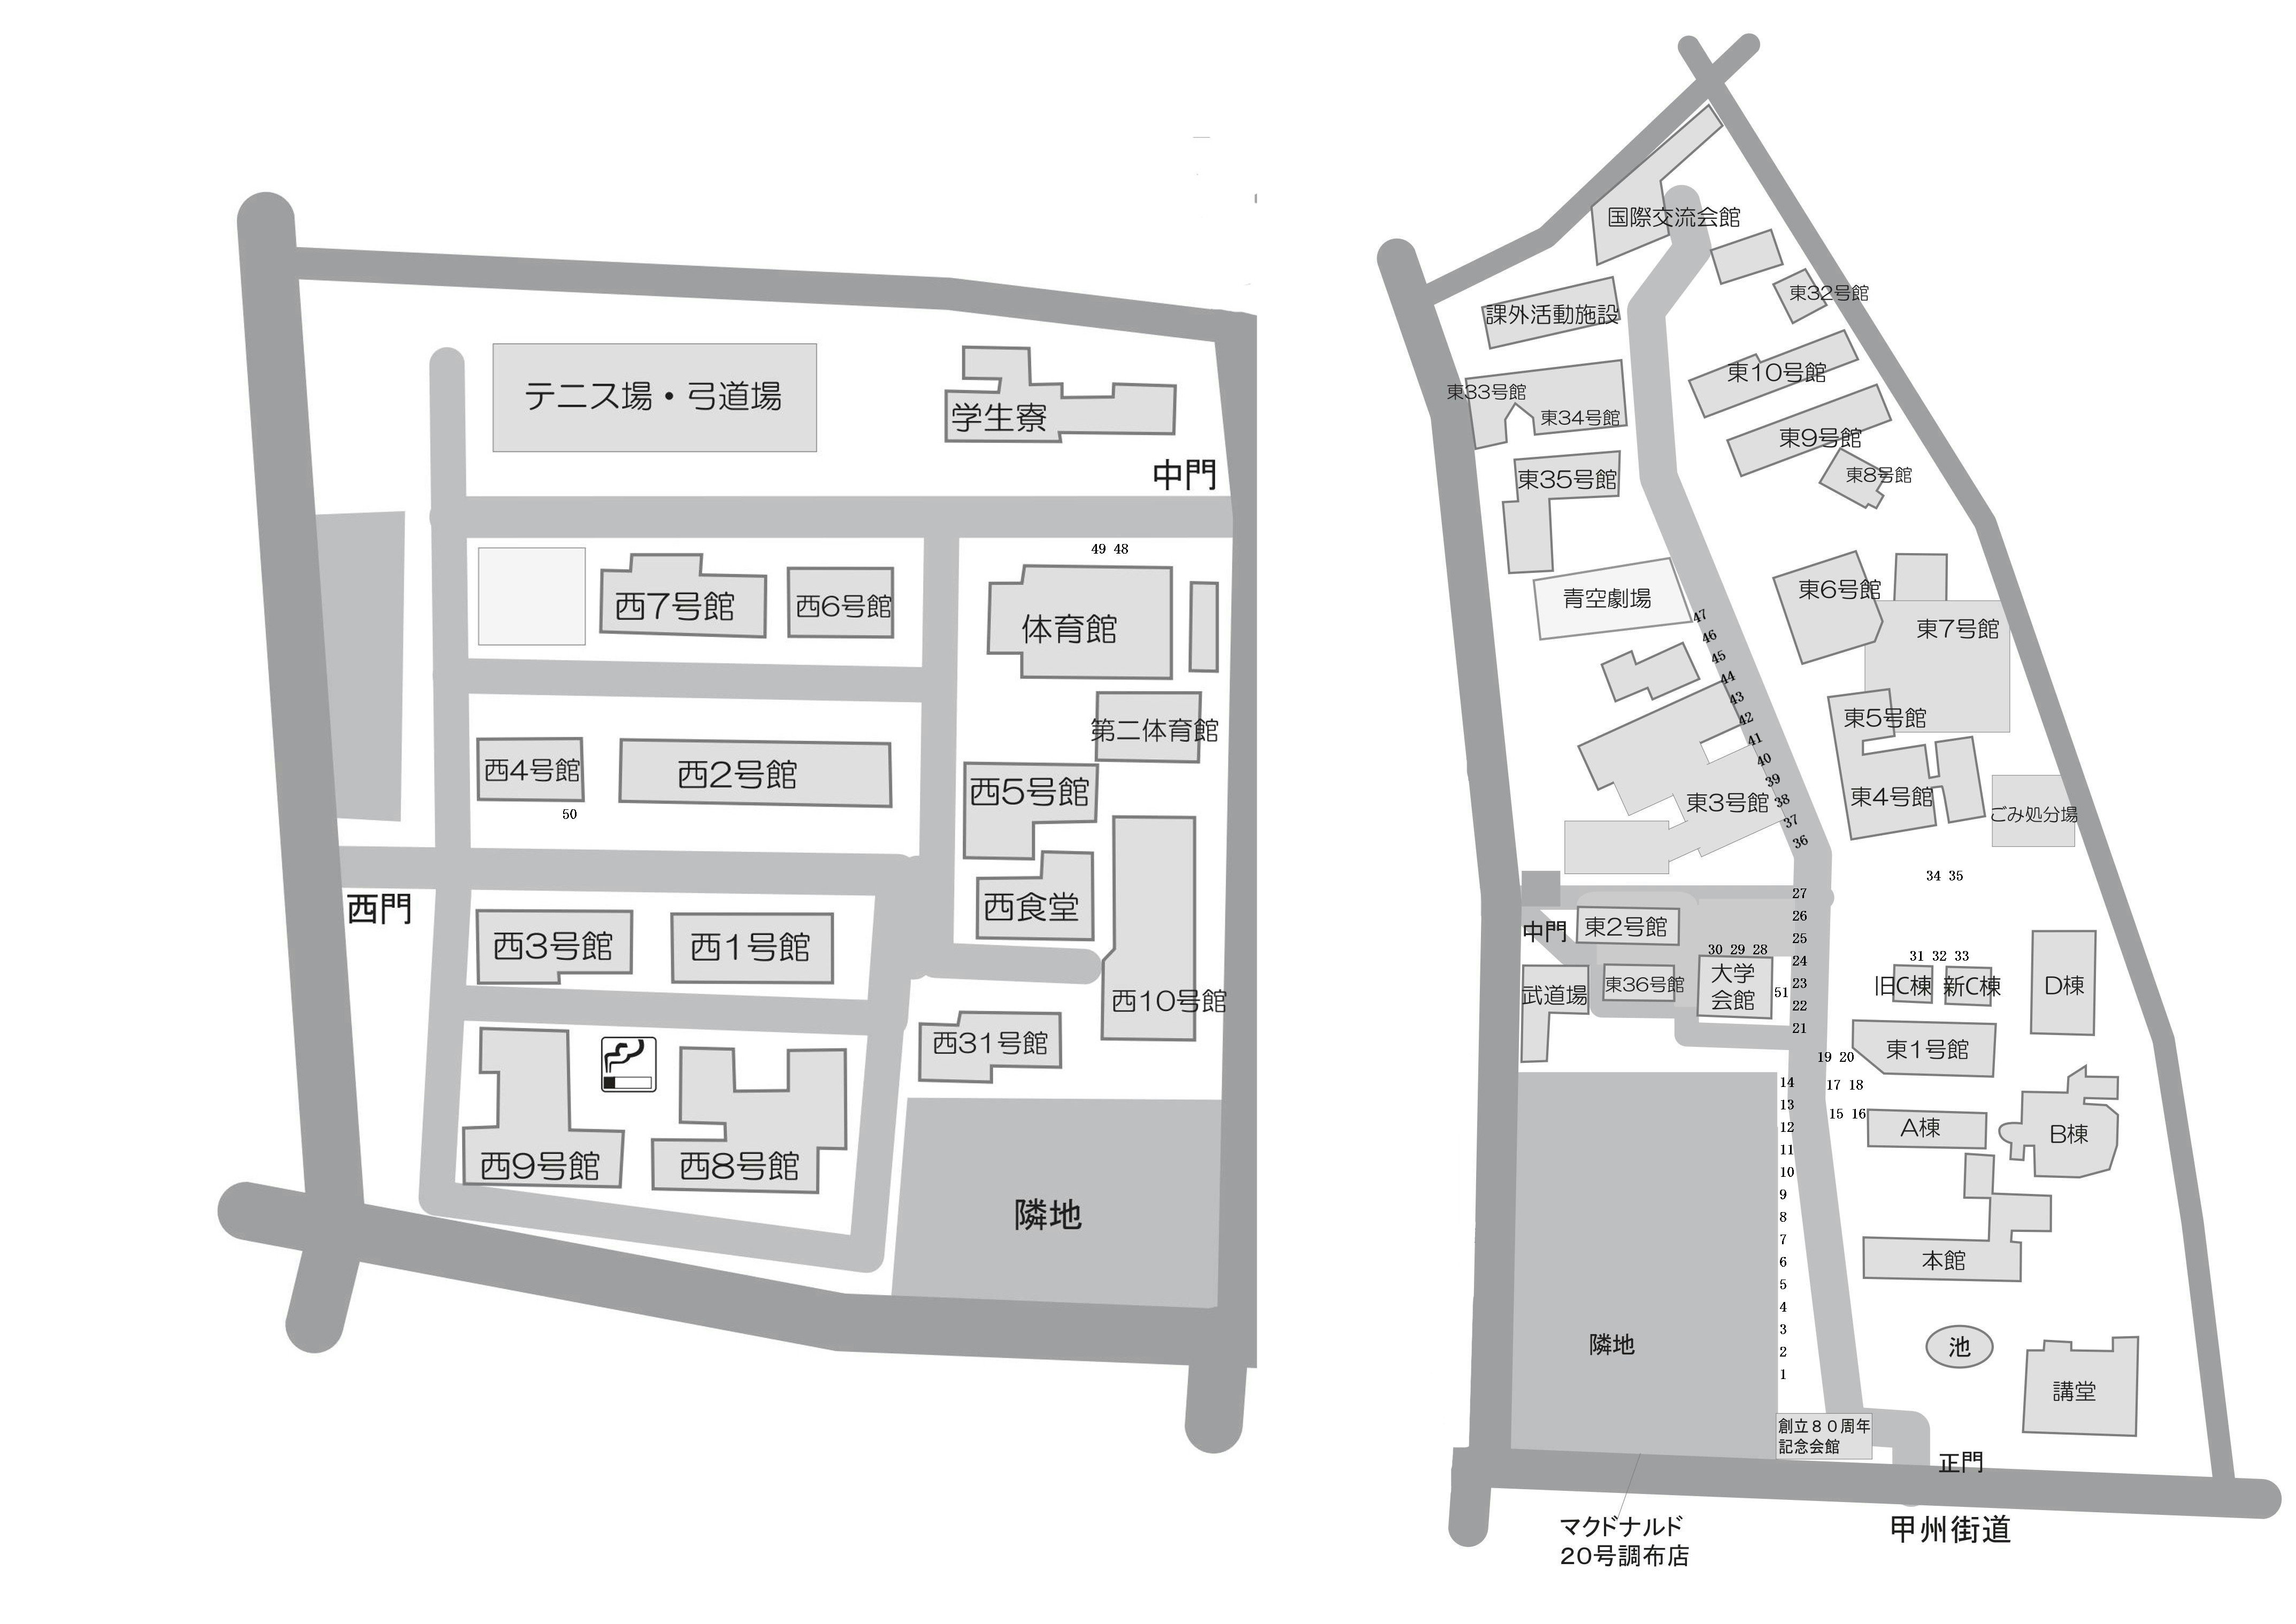 テニス場・弓道場
学生寮
中門
49 48
西7号館
西6号館
体育館
第二体育館
西4号館
西2号館
西5号館
50
西門
西食堂
西3号館
西1号館
西10号館
西31号館
西9号館
西8号館
隣地
国際交流会館
東32号館
課外活動施設
東10号館
東33号館
東34号館
東9号館
東8号館
東35号館
青空劇場
東6号館
東7号館
47
46
45
44
43
42
41
40
39
38
37
36
東5号館
東3号館
東4号館
ごみ処分場
34 35
27
26
25
24
23
22
21
中門
東2号館
30 29 28
31 32 33
武道場
東36号館
大学
会館
51
旧C棟
新C棟
D棟
東1号館
19 20
17 18
15 16
14
13
12
11
10
9
8
7
6
5
4
3
2
1
A棟
B棟
本館
隣地
池
講堂
創立80周年
記念会館
正門
マクドナルド
20号調布店
甲州街道